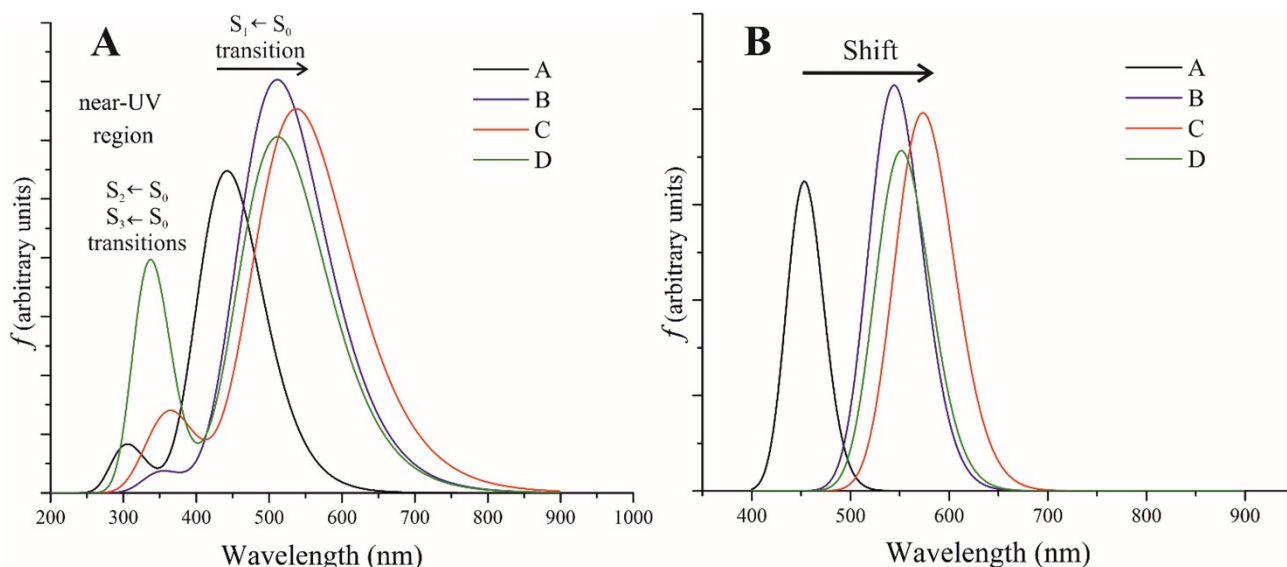 A
S₁ ← S₀
transition
near-UV
region
S₂ ← S₀
S₃ ← S₀
transitions
A
B
C
D
f (arbitrary units)
200 300 400 500 600 700 800 900 1000
Wavelength (nm)
B
Shift
A
B
C
D
f (arbitrary units)
400 500 600 700 800 900
Wavelength (nm)